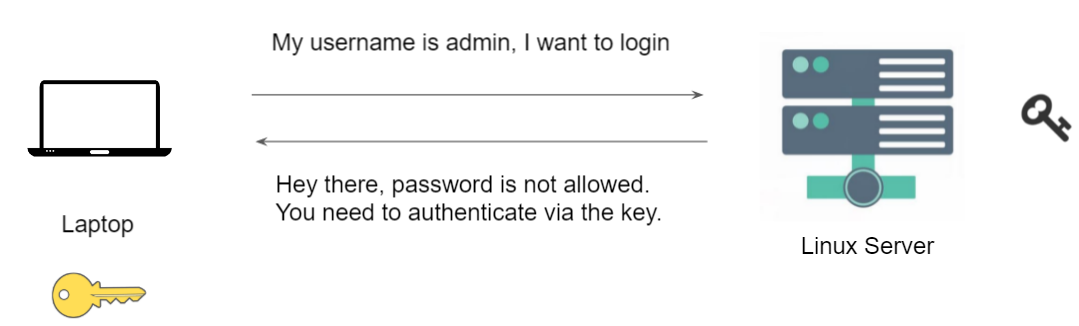 My username is admin, I want to login
Hey there, password is not allowed.
You need to authenticate via the key.
Laptop
Linux Server